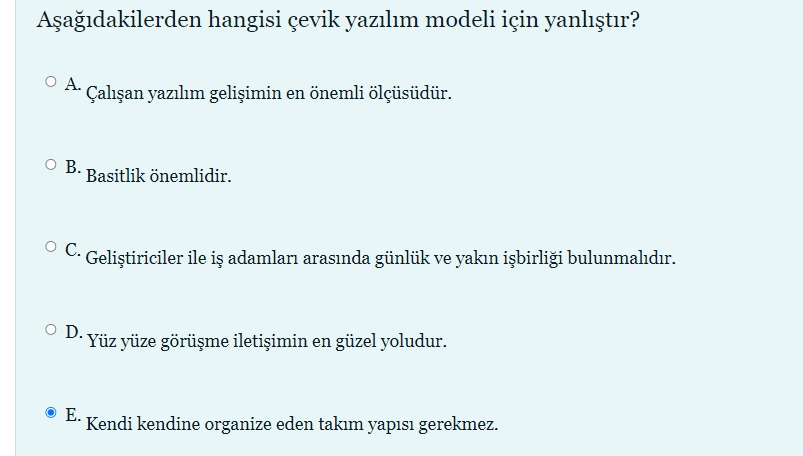 Aşağıdakilerden hangisi çevik yazılım modeli için yanlıştır?
A. Çalışan yazılım gelişimin en önemli ölçüsüdür.
B. Basitlik önemlidir.
C. Geliştiriciler ile iş adamları arasında günlük ve yakın işbirliği bulunmalıdır.
D. Yüz yüze görüşme iletişimin en güzel yoludur.
E. Kendi kendine organize eden takım yapısı gerekmez.